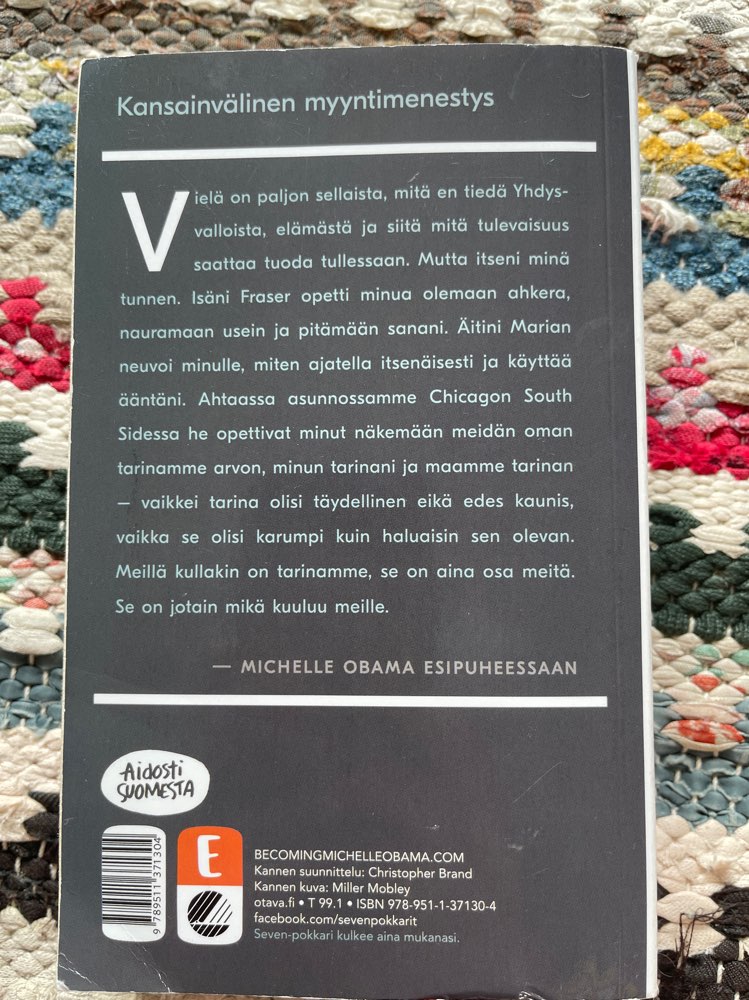 Kansainvälinen myyntimenestys
Vielä on paljon sellaista, mitä en tiedä Yhdys-
valloista, elämästä ja siitä mitä tulevaisuus
saattaa tuoda tullessaan. Mutta itseni minä
tunnen. Isäni Fraser opetti minua olemaan ahkera,
nauramaan usein ja pitämään sanani. Äitini Marian
neuvoi minulle, miten ajatella itsenäisesti ja käyttää
ääntäni. Ahtaassa asunnossamme Chicagon South
Sidessa he opettivat minut näkemään meidän oman
tarinamme arvon, minun tarinani ja maamme tarinan
– vaikkei tarina olisi täydellinen eikä edes kaunis,
vaikka se olisi karumpi kuin haluaisin sen olevan.
Meillä kullakin on tarinamme, se on aina osa meitä.
Se on jotain mikä kuuluu meille.
— MICHELLE OBAMA ESIPUHEESSAAN
Aidosti
SUOMESTA
9 789511 371304
E
BECOMINGMICHELLEOBAMA.COM
Kannen suunnittelu: Christopher Brand
Kannen kuva: Miller Mobley
otava.fi • T 99.1 • ISBN 978-951-1-37130-4
facebook.com/sevenpokkarit
Seven-pokkari kulkee aina mukanasi.